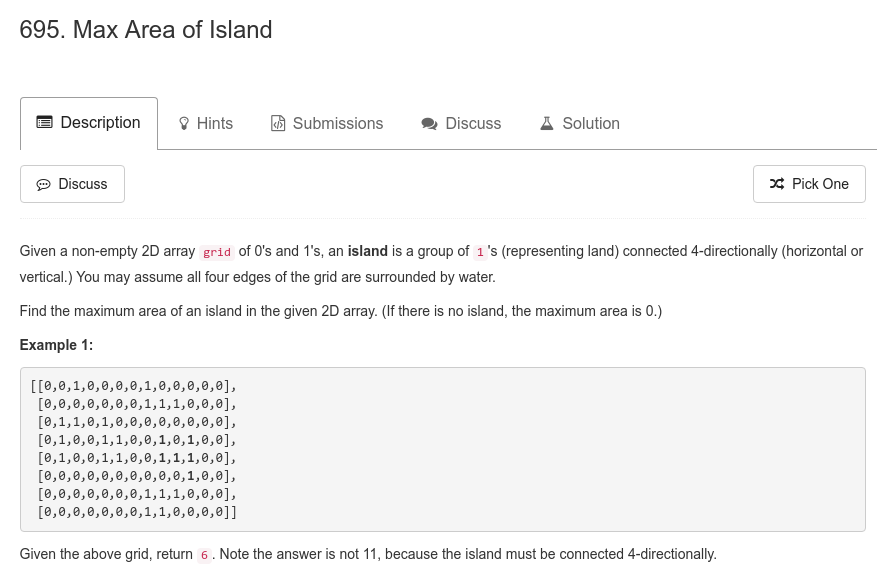 695. Max Area of Island
Description
Hints
Submissions
Discuss
Solution
Discuss
Pick One
Given a non-empty 2D array grid of 0's and 1's, an island is a group of 1 's (representing land) connected 4-directionally (horizontal or
vertical.) You may assume all four edges of the grid are surrounded by water.
Find the maximum area of an island in the given 2D array. (If there is no island, the maximum area is 0.)
Example 1:
[[0,0,1,0,0,0,0,1,0,0,0,0,0],
[0,0,0,0,0,0,0,1,1,1,0,0,0],
[0,1,1,0,1,0,0,0,0,0,0,0,0],
[0,1,0,0,1,1,0,0,1,0,1,0,0],
[0,1,0,0,1,1,0,0,1,1,1,0,0],
[0,0,0,0,0,0,0,0,0,0,1,0,0],
[0,0,0,0,0,0,0,1,1,1,0,0,0],
[0,0,0,0,0,0,0,1,1,0,0,0,0]]
Given the above grid, return 6 . Note the answer is not 11, because the island must be connected 4-directionally.